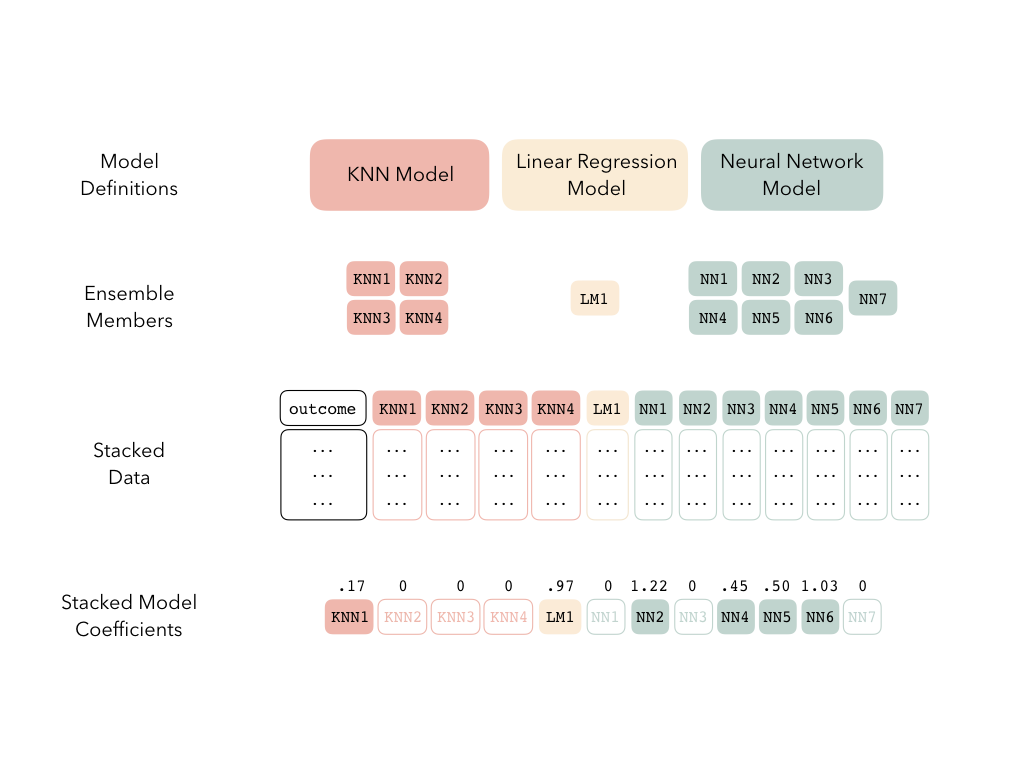 Model
Definitions
KNN Model
Linear Regression
Model
Neural Network
Model
Ensemble
Members
KNN1 KNN2
KNN3 KNN4
LM1
NN1 NN2 NN3
NN4 NN5 NN6
NN7
Stacked
Data
outcome KNN1 KNN2 KNN3 KNN4 LM1 NN1 NN2 NN3 NN4 NN5 NN6 NN7
... ... ... ... ... ... ... ... ... ... ... ... ...
... ... ... ... ... ... ... ... ... ... ... ... ...
... ... ... ... ... ... ... ... ... ... ... ... ...
Stacked Model
Coefficients
.17 0 0 0 .97 0 1.22 0 .45 .50 1.03 0
KNN1 KNN2 KNN3 KNN4 LM1 NN1 NN2 NN3 NN4 NN5 NN6 NN7